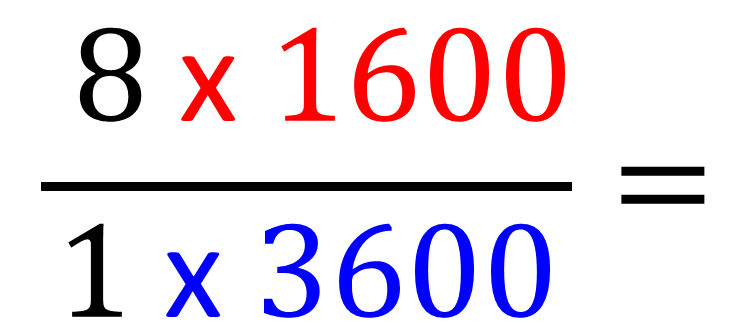 8 x 1600
1 x 3600
=